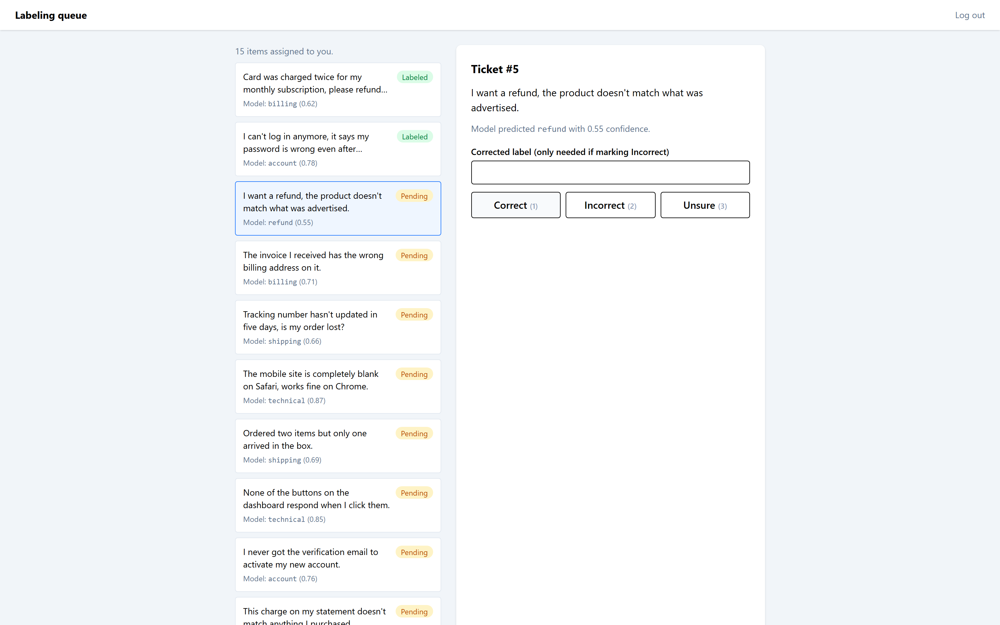 Labeling queue
Log out
15 items assigned to you.
Card was charged twice for my
monthly subscription, please refund...
Labeled
Model: billing (0.62)
I can't log in anymore, it says my
password is wrong even after...
Labeled
Model: account (0.78)
I want a refund, the product doesn't
match what was advertised.
Pending
Model: refund (0.55)
The invoice I received has the wrong
billing address on it.
Pending
Model: billing (0.71)
Tracking number hasn't updated in
five days, is my order lost?
Pending
Model: shipping (0.66)
The mobile site is completely blank
on Safari, works fine on Chrome.
Pending
Model: technical (0.87)
Ordered two items but only one
arrived in the box.
Pending
Model: shipping (0.69)
None of the buttons on the
dashboard respond when I click them.
Pending
Model: technical (0.85)
I never got the verification email to
activate my new account.
Pending
Model: account (0.76)
This charge on my statement doesn't
match anything I purchased.
Pending
Ticket #5
I want a refund, the product doesn't match what was
advertised.
Model predicted refund with 0.55 confidence.
Corrected label (only needed if marking Incorrect)
Correct (1)
Incorrect (2)
Unsure (3)